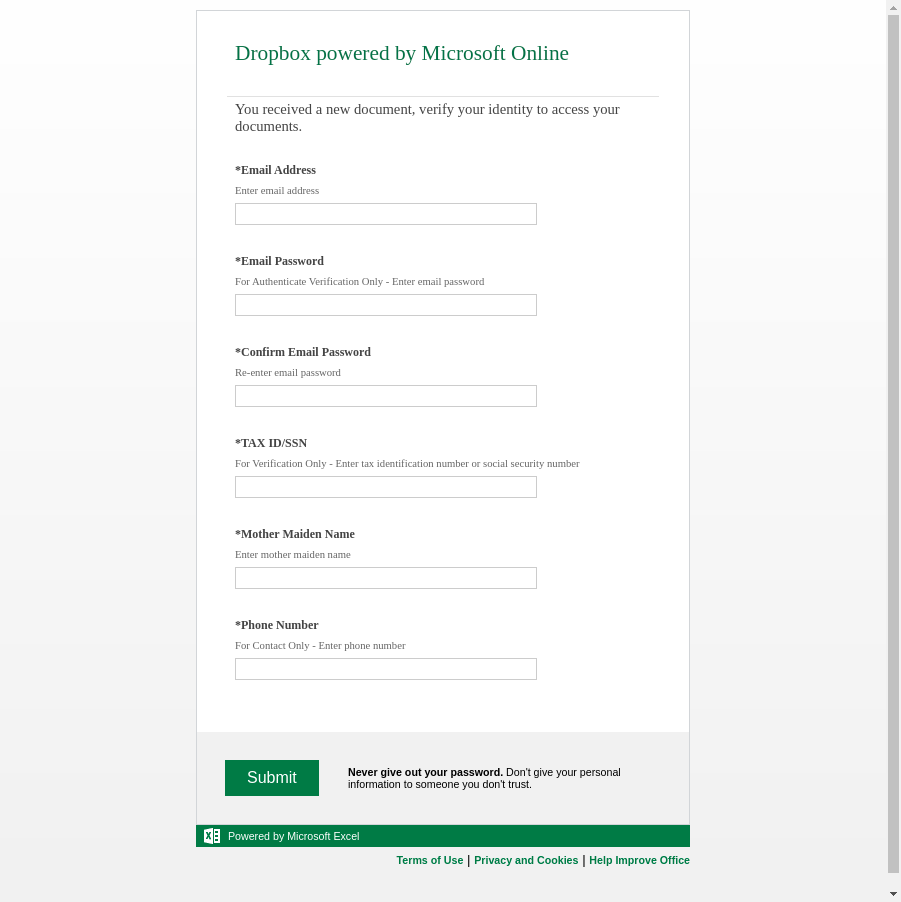 Dropbox powered by Microsoft Online
You received a new document, verify your identity to access your
documents.
*Email Address
Enter email address
*Email Password
For Authenticate Verification Only - Enter email password
*Confirm Email Password
Re-enter email password
*TAX ID/SSN
For Verification Only - Enter tax identification number or social security number
*Mother Maiden Name
Enter mother maiden name
*Phone Number
For Contact Only - Enter phone number
Submit
Never give out your password. Don't give your personal
information to someone you don't trust.
Powered by Microsoft Excel
Terms of Use | Privacy and Cookies | Help Improve Office